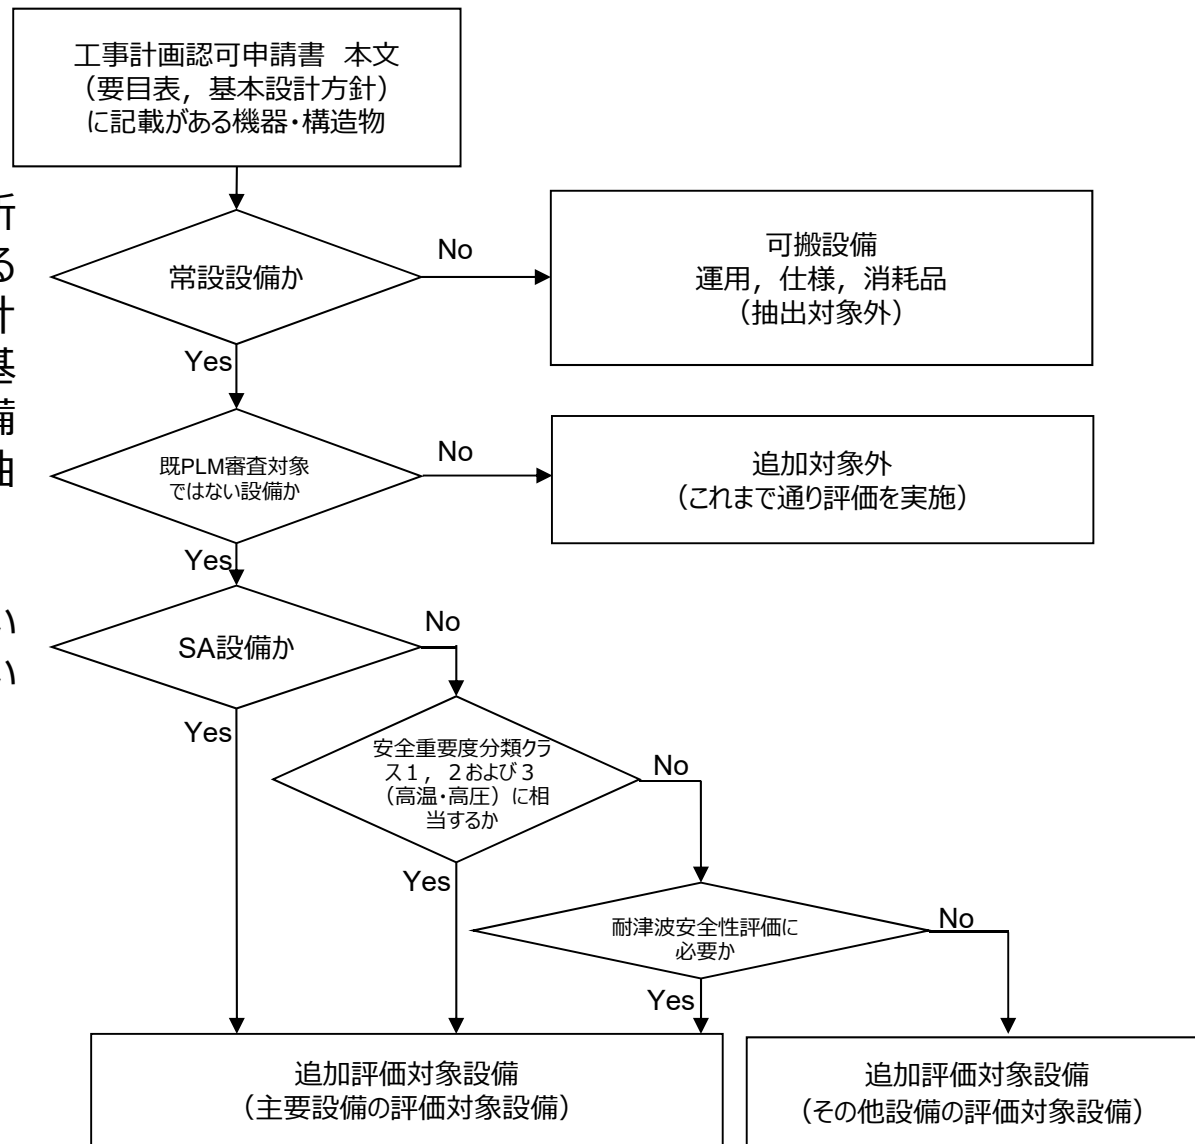 工事計画認可申請書 本文
（要目表，基本設計方針）
に記載がある機器・構造物
所
る
計
基
備
抽
い
い
常設設備か
No
可搬設備
運用，仕様，消耗品
（抽出対象外）
Yes
既PLM審査対象
ではない設備か
No
追加対象外
（これまで通り評価を実施）
Yes
SA設備か
No
Yes
安全重要度分類クラ
ス１，２および３
（高温・高圧）に相
当するか
No
Yes
耐津波安全性評価に
必要か
No
Yes
追加評価対象設備
（主要設備の評価対象設備）
追加評価対象設備
（その他設備の評価対象設備）